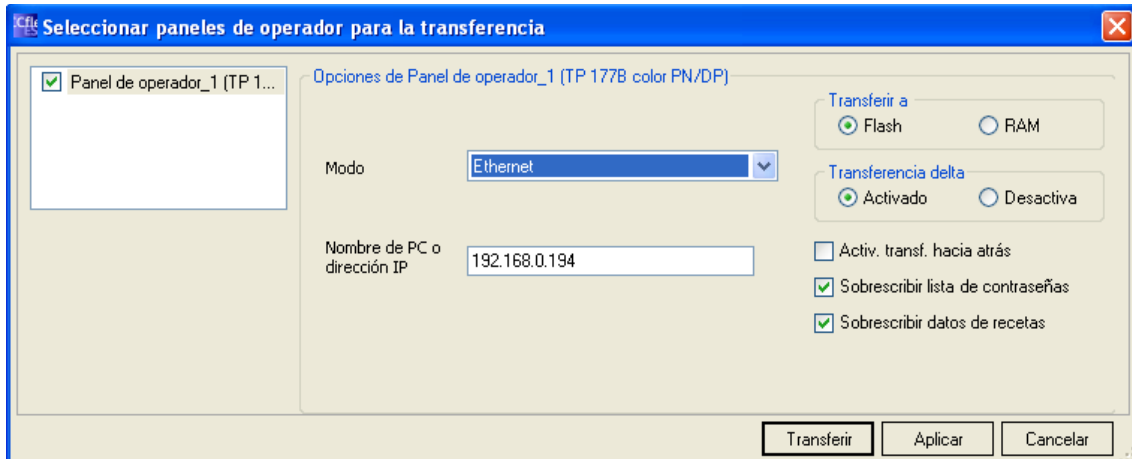 Seleccionar paneles de operador para la transferencia
Panel de operador_1 (TP 1...
Opciones de Panel de operador_1 (TP 177B color PN/DP)
Modo
Ethernet
Nombre de PC o
dirección IP
192.168.0.194
Transferir a
Flash
RAM
Transferencia delta
Activado
Desactiva
Activ. transf. hacia atrás
Sobrescribir lista de contraseñas
Sobrescribir datos de recetas
Transferir
Aplicar
Cancelar